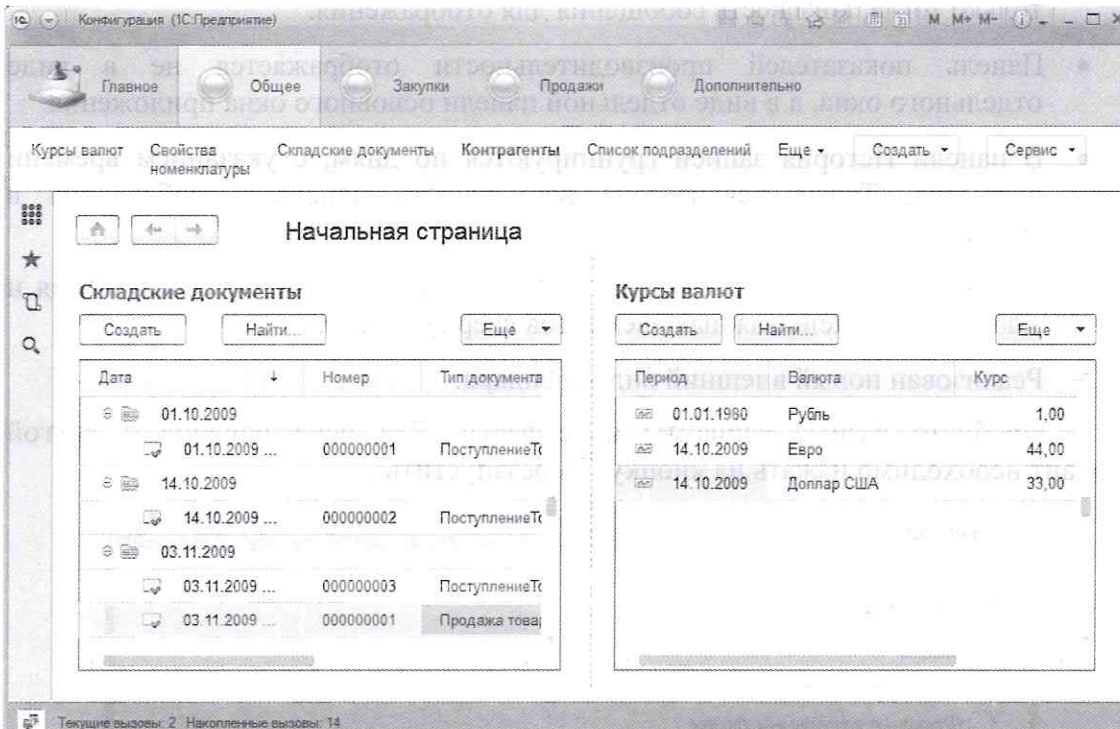 Конфигурация (1С:Предприятие) M M+ M-
Главное Общее Закупки Продажи Дополнительно
Курсы валют Свойства номенклатуры Складские документы Контрагенты Список подразделений Еще Создать Сервис
Начальная страница
Складские документы
Создать Найти... Еще
Дата Номер Тип документа
01.10.2009
01.10.2009 ... 000000001 ПоступлениеТо
14.10.2009
14.10.2009 ... 000000002 ПоступлениеТо
03.11.2009
03.11.2009 ... 000000003 ПоступлениеТо
03.11.2009 ... 000000001 Продажа товар
Курсы валют
Создать Найти... Еще
Период Валюта Курс
01.01.1980 Рубль 1,00
14.10.2009 Евро 44,00
14.10.2009 Доллар США 33,00
Текущие вызовы: 2 Накопленные вызовы: 14